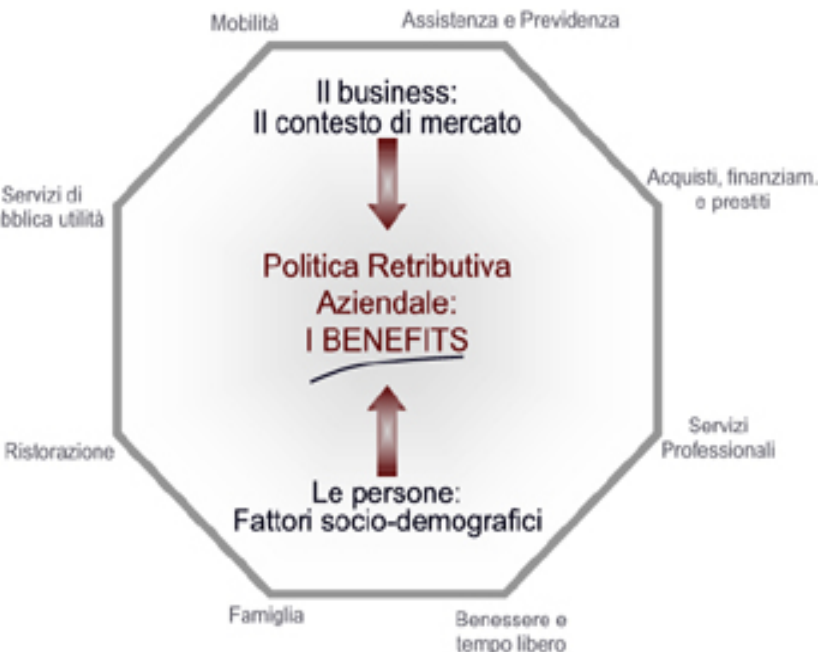 Mobilità
Assistenza e Previdenza
Il business:
Il contesto di mercato
Acquisti, finanziam.
e prestiti
Servizi di
bblica utilità
Politica Retributiva
Aziendale:
I BENEFITS
Servizi
Professionali
Ristorazione
Le persone:
Fattori socio-demografici
Famiglia
Benessere e
tempo libero